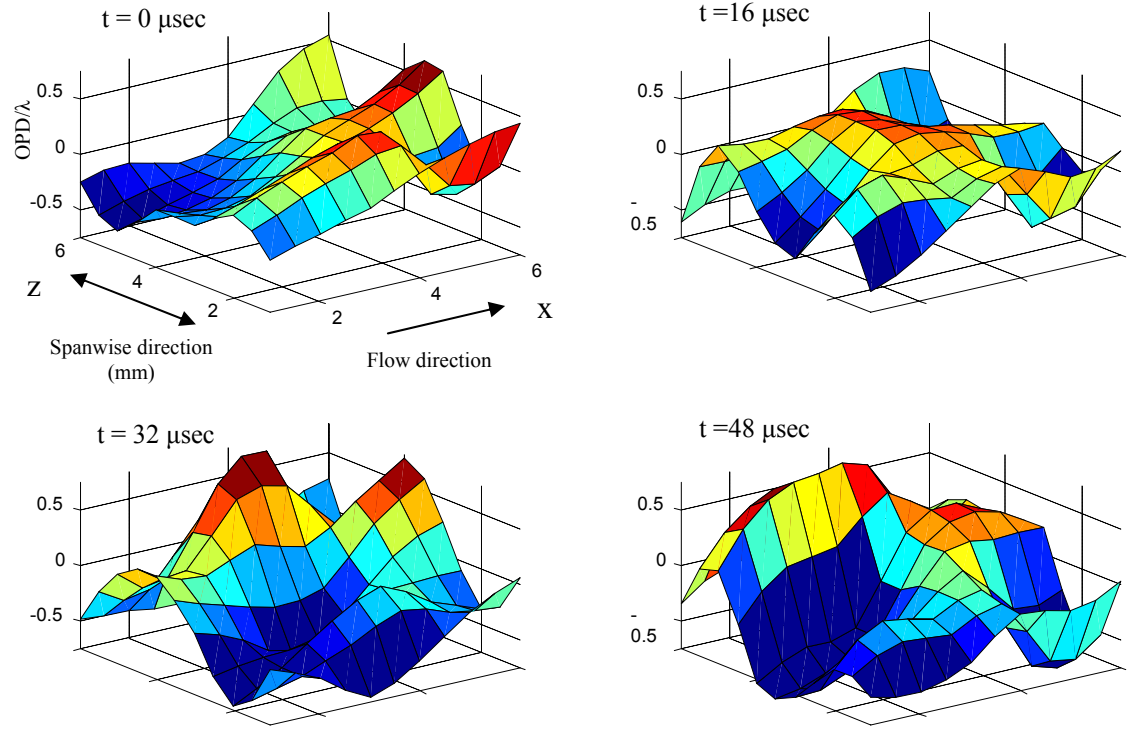 t = 0 μsec
t =16 μsec
OPD/λ
0.5
0
-0.5
6
4
2
2
4
6
Z
X
Spanwise direction
(mm)
Flow direction
0.5
0
-
0.5
t = 32 μsec
t =48 μsec
0.5
0
-0.5
0.5
0
-
0.5